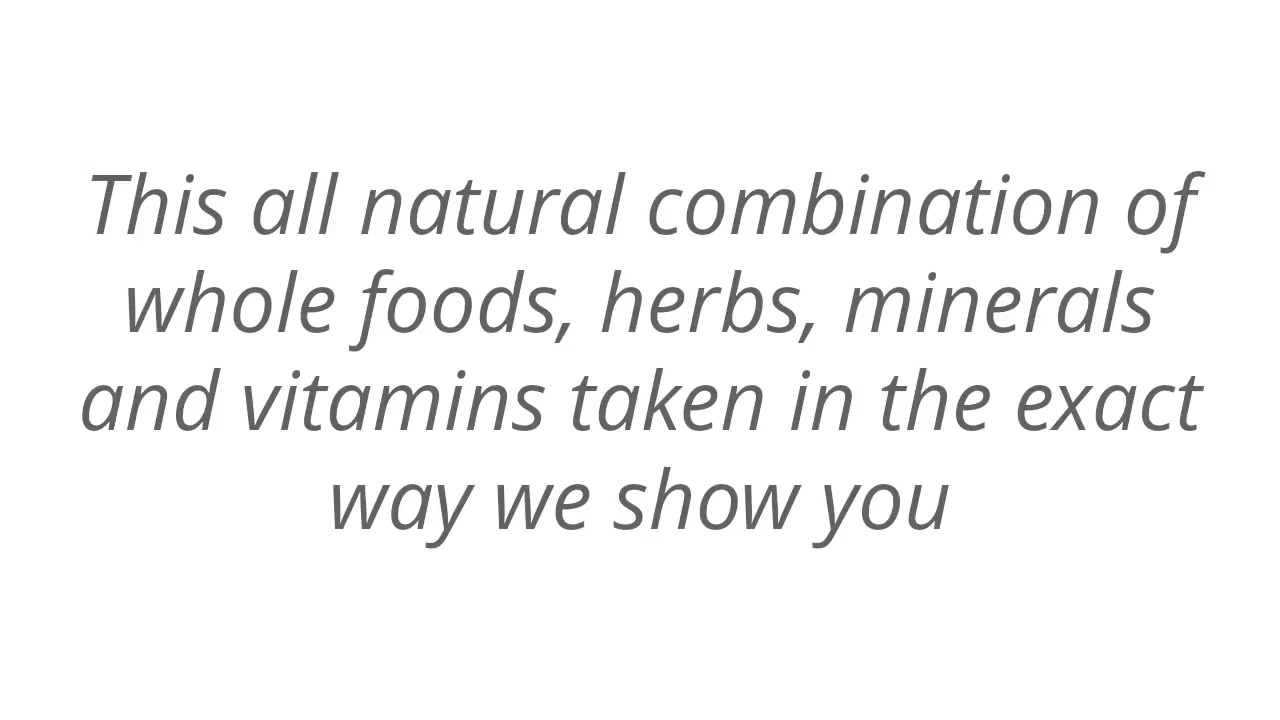 This all natural combination of
whole foods, herbs, minerals
and vitamins taken in the exact
way we show you